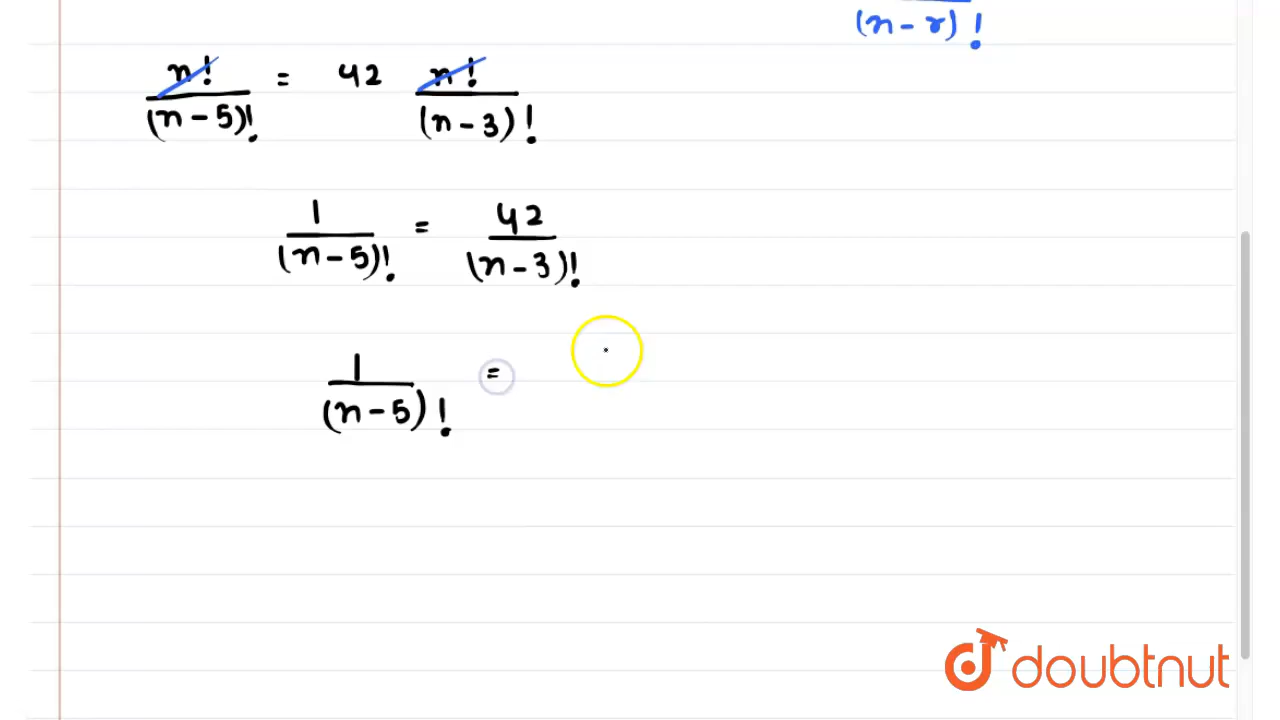 (n - r)!
n!/(n - 5)! = 42 n!/(n - 3)!
1/(n - 5)! = 42/(n - 3)!
1/(n - 5)! =
doubtnut